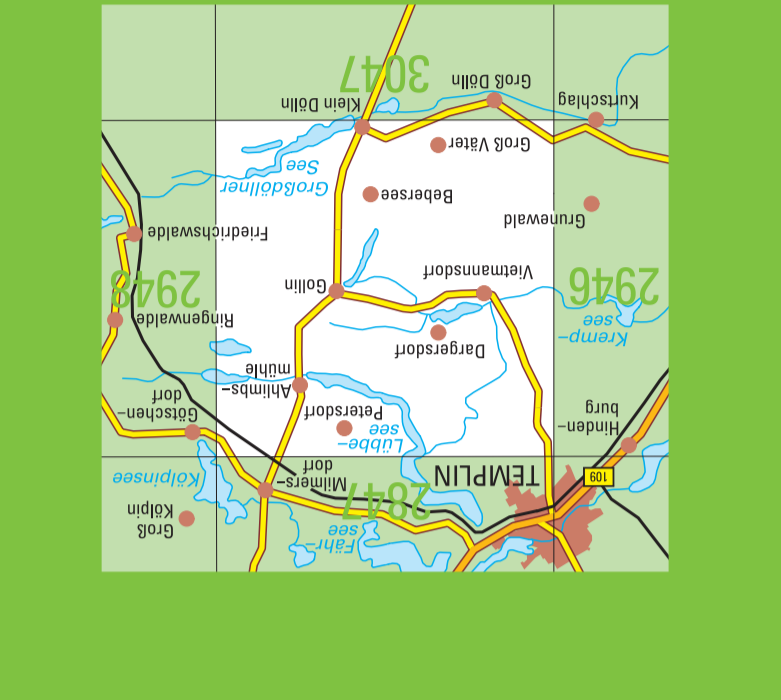 Groß
Kölpin
Fähr-
see
2847
Kölpinsee
Milmers-
dorf
TEMPLIN
109
Lübbe-
see
Hinden-
burg
Götschen-
dorf
Petersdorf
Ahlimbs-
mühle
Dargersdorf
Kremp-
see
Ringenwalde
2948
Gollin
Vietmannsdorf
2946
Friedrichswalde
Grunewald
Großdöllner
See
Bebersee
Groß Väter
Klein Dölln
Groß Dölln
Kurtschlag
3047